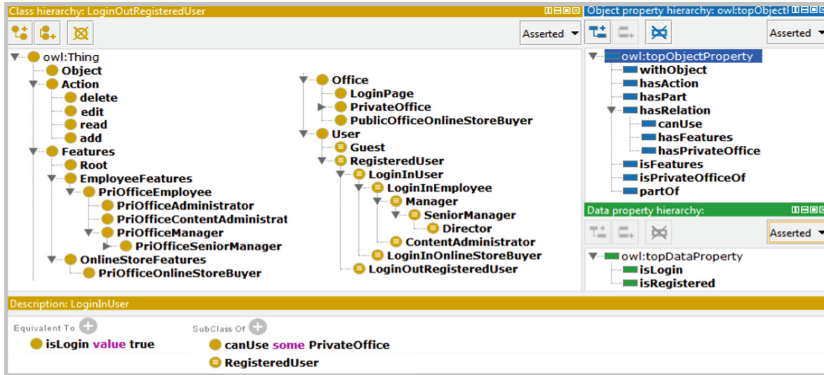 Class hierarchy: LoginOutRegisteredUser
Asserted
owl:Thing
Object
Action
delete
edit
read
add
Features
Root
EmployeeFeatures
PriOfficeEmployee
PriOfficeAdministrator
PriOfficeContentAdministrat
PriOfficeManager
PriOfficeSeniorManager
OnlineStoreFeatures
PriOfficeOnlineStoreBuyer
Office
LoginPage
PrivateOffice
PublicOfficeOnlineStoreBuyer
User
Guest
RegisteredUser
LoginInUser
LoginInEmployee
Manager
SeniorManager
Director
ContentAdministrator
LoginInOnlineStoreBuyer
LoginOutRegisteredUser
Object property hierarchy: owl:topObjectI
Asserted
owl:topObjectProperty
withObject
hasAction
hasPart
hasRelation
canUse
hasFeatures
hasPrivateOffice
isFeatures
isPrivateOfficeOf
partOf
Data property hierarchy:
Asserted
owl:topDataProperty
isLogin
isRegistered
Description: LoginInUser
Equivalent To
isLogin value true
SubClass Of
canUse some PrivateOffice
RegisteredUser